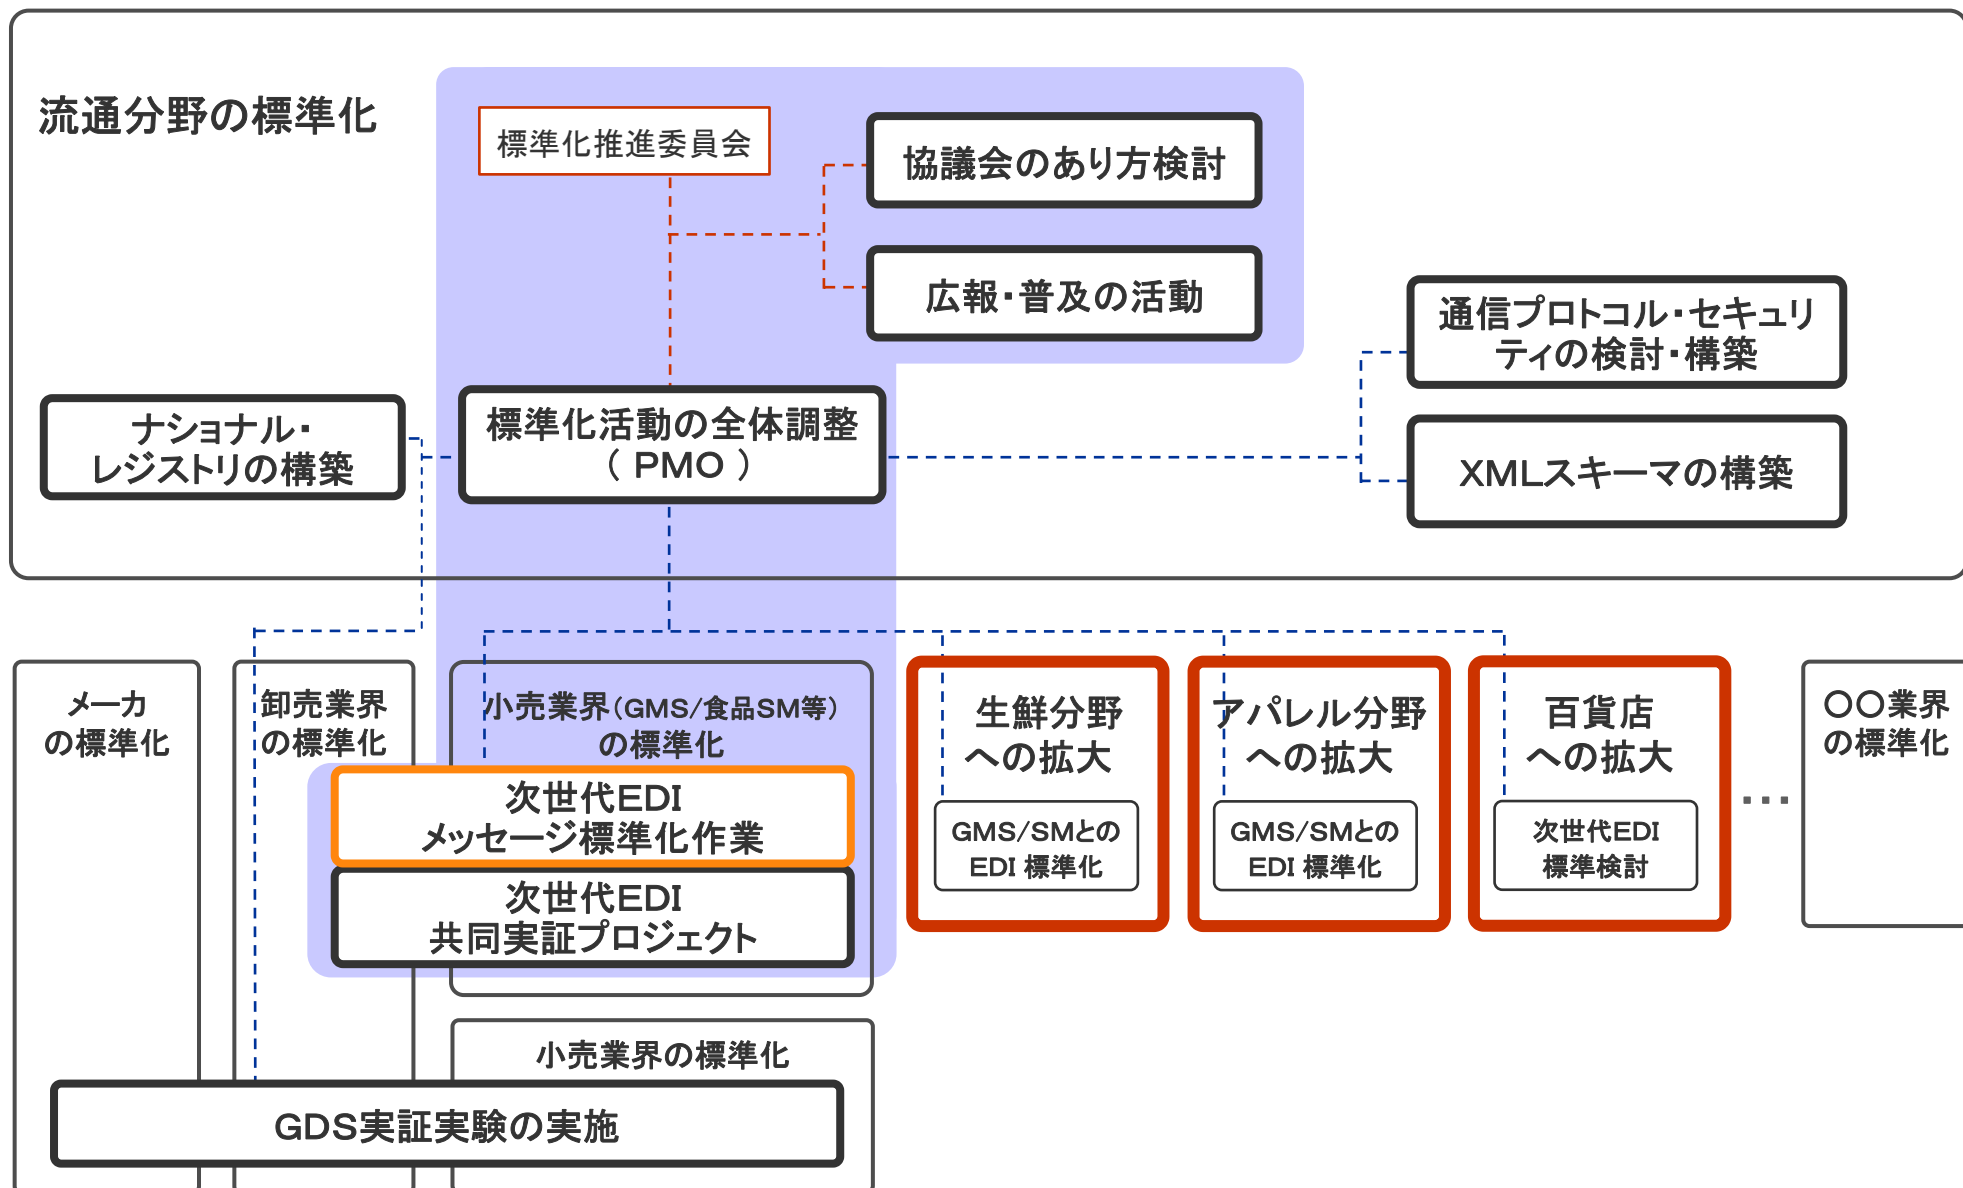 流通分野の標準化
標準化推進委員会
協議会のあり方検討
広報・普及の活動
通信プロトコル・セキュリ
ティの検討・構築
ナショナル・
レジストリの構築
標準化活動の全体調整
（ PMO ）
XMLスキーマの構築
メーカ
の標準化
卸売業界
の標準化
小売業界（GMS/食品SM等）
の標準化
次世代EDI
メッセージ標準化作業
次世代EDI
共同実証プロジェクト
生鮮分野
への拡大
GMS/SMとの
EDI 標準化
アパレル分野
への拡大
GMS/SMとの
EDI 標準化
百貨店
への拡大
次世代EDI
標準検討
…
〇〇業界
の標準化
小売業界の標準化
GDS実証実験の実施